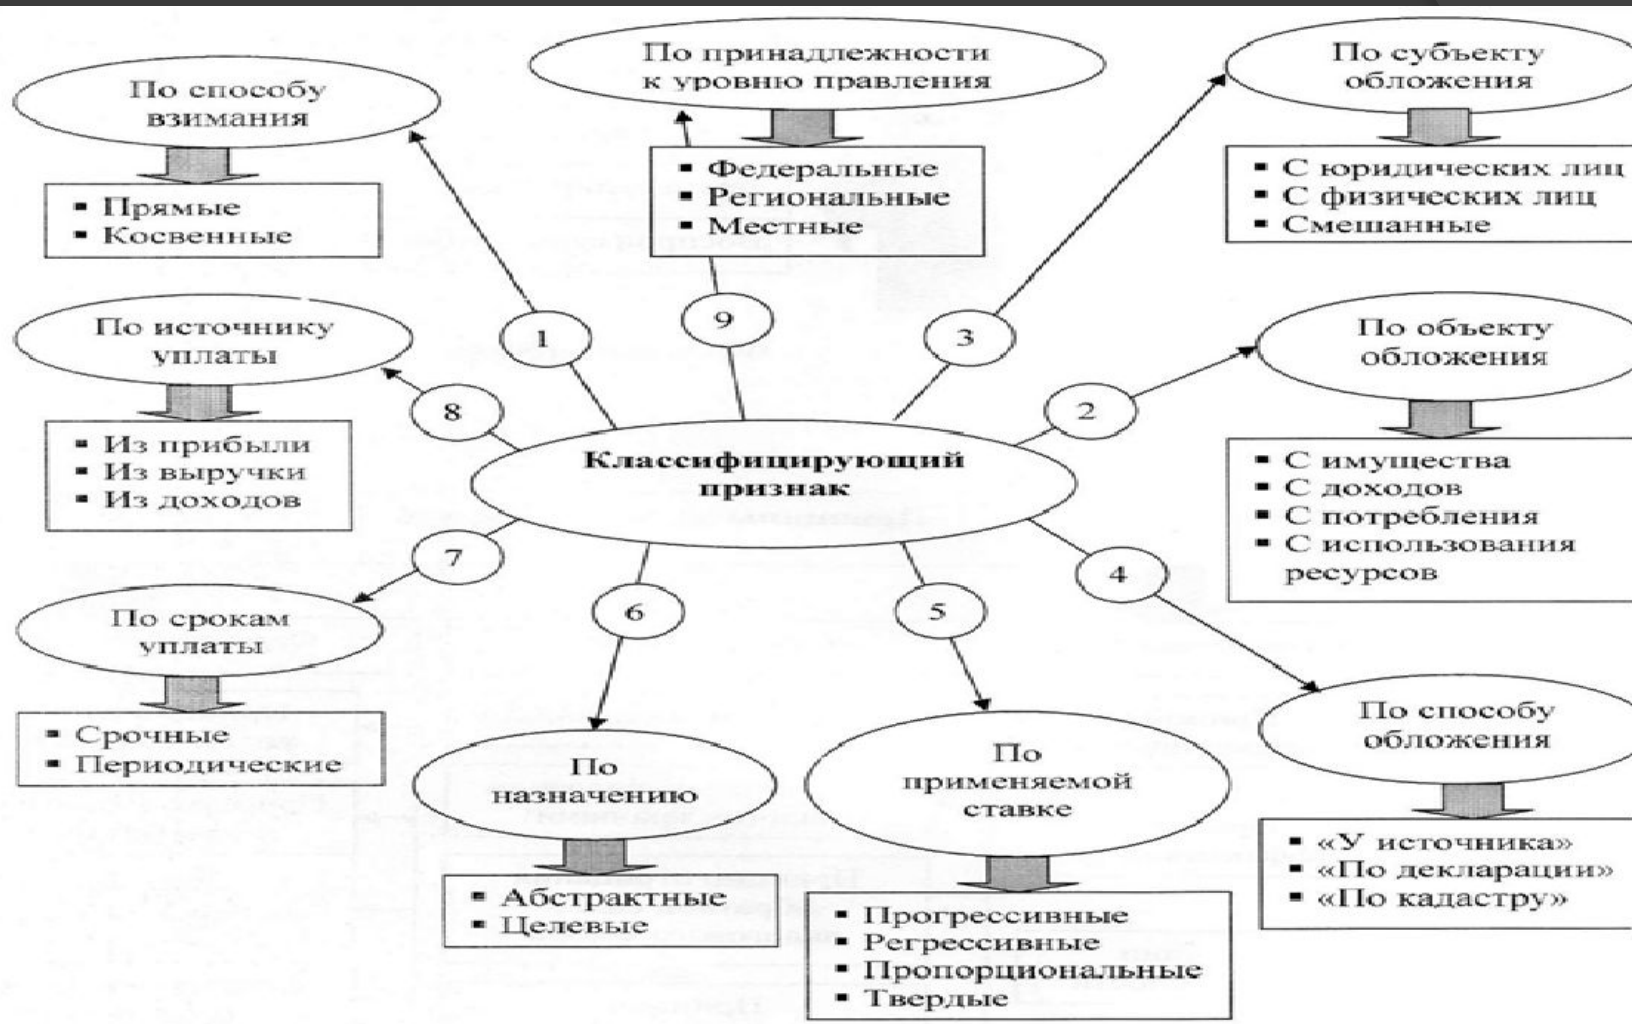 По способу
взимания
▪ Прямые
▪ Косвенные
По принадлежности
к уровню правления
▪ Федеральные
▪ Региональные
▪ Местные
По субъекту
обложения
▪ С юридических лиц
▪ С физических лиц
▪ Смешанные
По источнику
уплаты
▪ Из прибыли
▪ Из выручки
▪ Из доходов
1
9
3
2
8
По объекту
обложения
▪ С имущества
▪ С доходов
▪ С потребления
▪ С использования
ресурсов
Классифицирующий
признак
7
6
5
4
По срокам
уплаты
▪ Срочные
▪ Периодические
По
назначению
▪ Абстрактные
▪ Целевые
По
применяемой
ставке
▪ Прогрессивные
▪ Регрессивные
▪ Пропорциональные
▪ Твердые
По способу
обложения
▪ «У источника»
▪ «По декларации»
▪ «По кадастру»